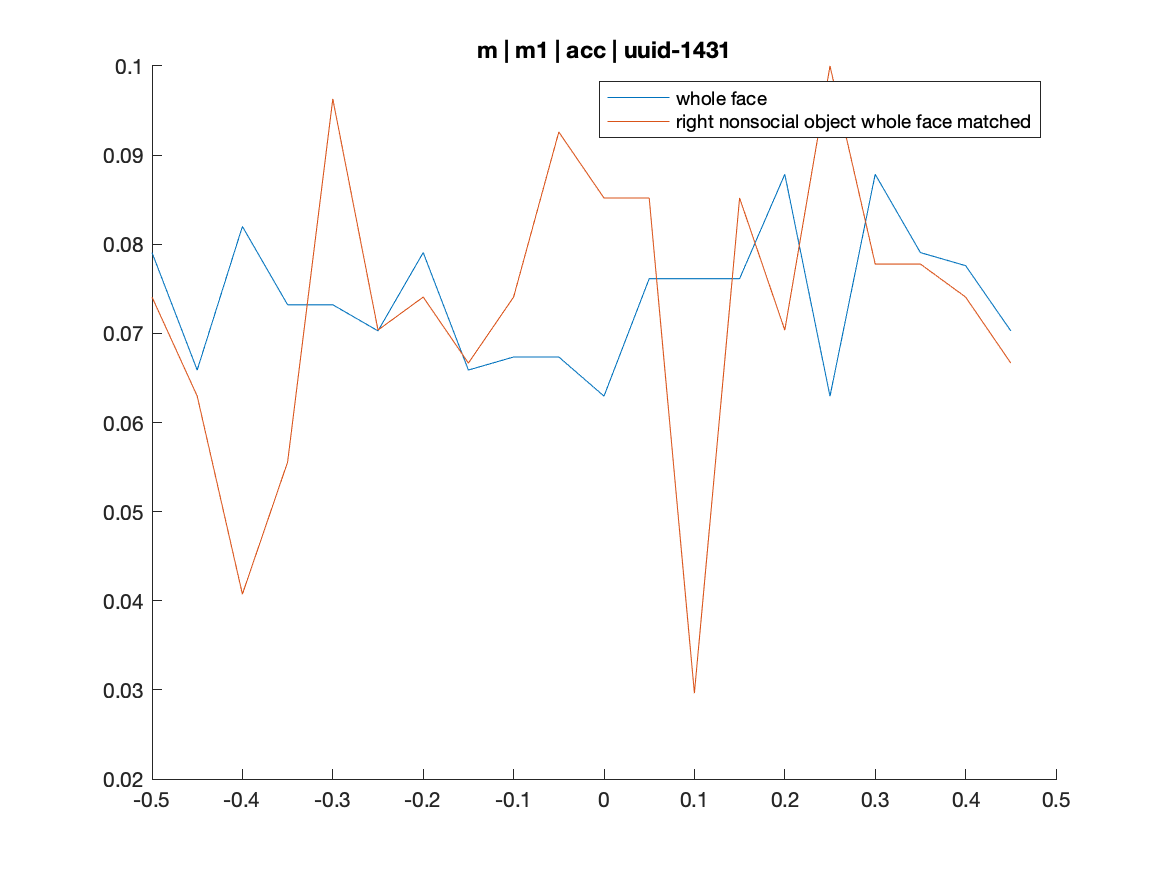 m | m1 | acc | uuid-1431
whole face
right nonsocial object whole face matched
0.1
0.09
0.08
0.07
0.06
0.05
0.04
0.03
0.02
-0.5 -0.4 -0.3 -0.2 -0.1 0 0.1 0.2 0.3 0.4 0.5